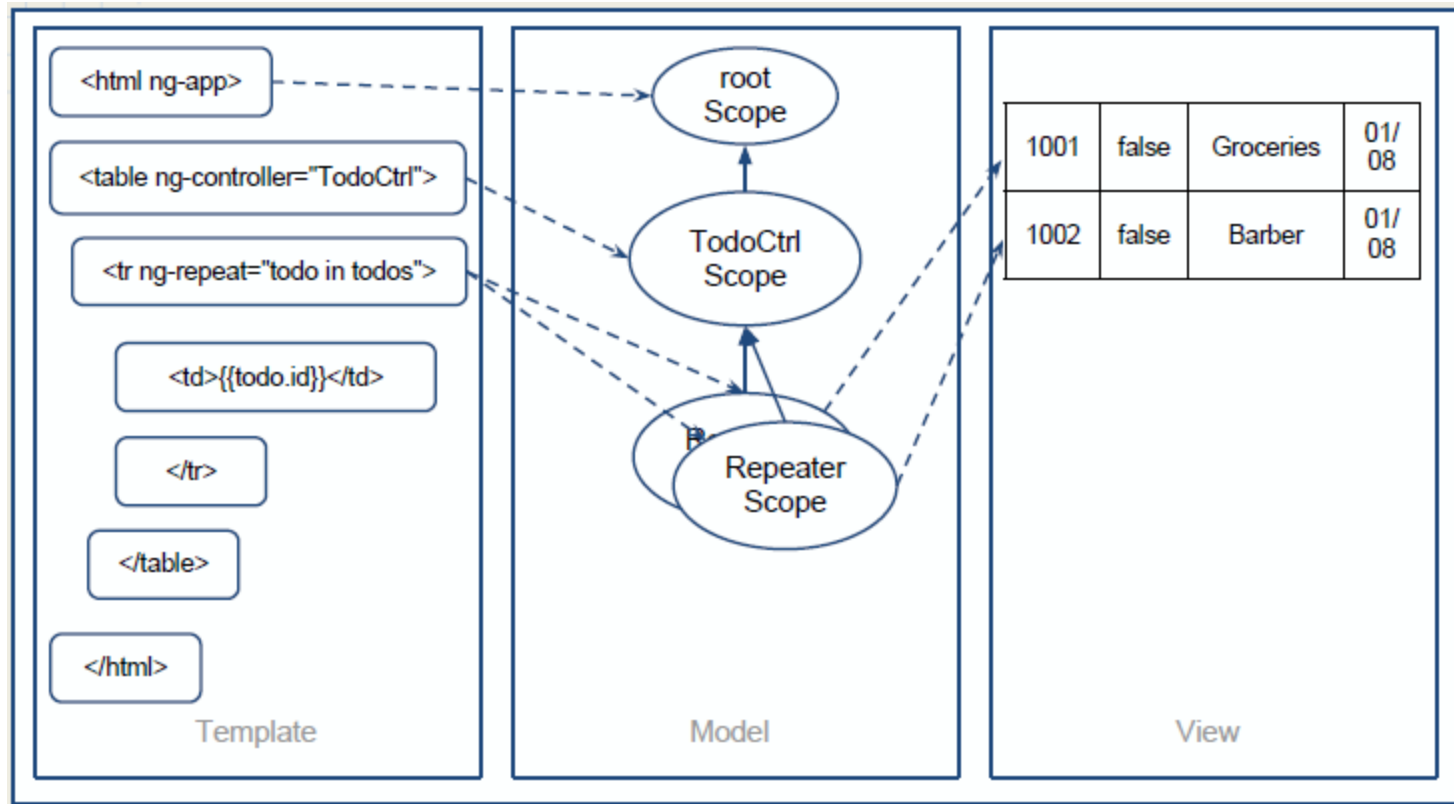 <html ng-app>
<table ng-controller="TodoCtrl">
<tr ng-repeat="todo in todos">
<td>{{todo.id}}</td>
</tr>
</table>
</html>
Template
root
Scope
TodoCtrl
Scope
Repeater
Scope
Model
1001 false Groceries 01/
08
1002 false Barber 01/
08
View